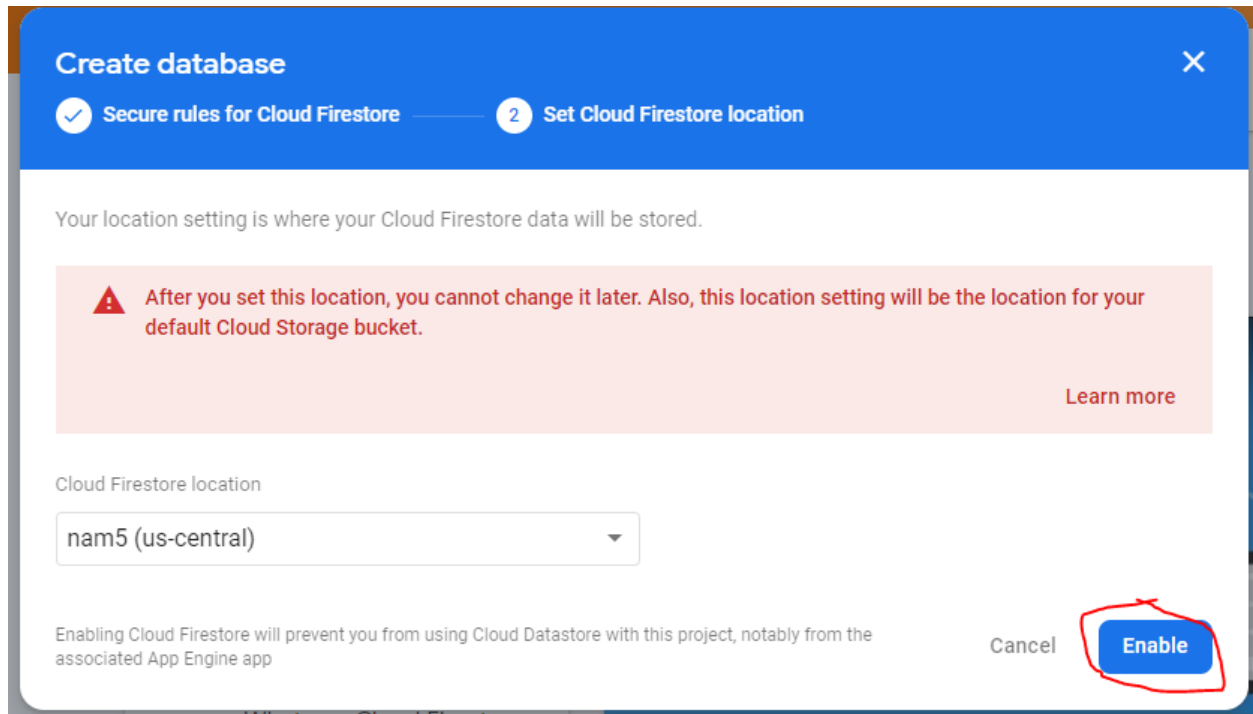 Create database
Secure rules for Cloud Firestore
2
Set Cloud Firestore location
Your location setting is where your Cloud Firestore data will be stored.
After you set this location, you cannot change it later. Also, this location setting will be the location for your
default Cloud Storage bucket.
Learn more
Cloud Firestore location
nam5 (us-central)
Enabling Cloud Firestore will prevent you from using Cloud Datastore with this project, notably from the
associated App Engine app
Cancel
Enable